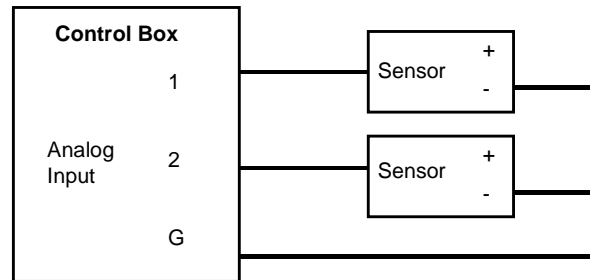 Control Box
1
Analog
Input
2
G
Sensor
+
-
Sensor
+
-